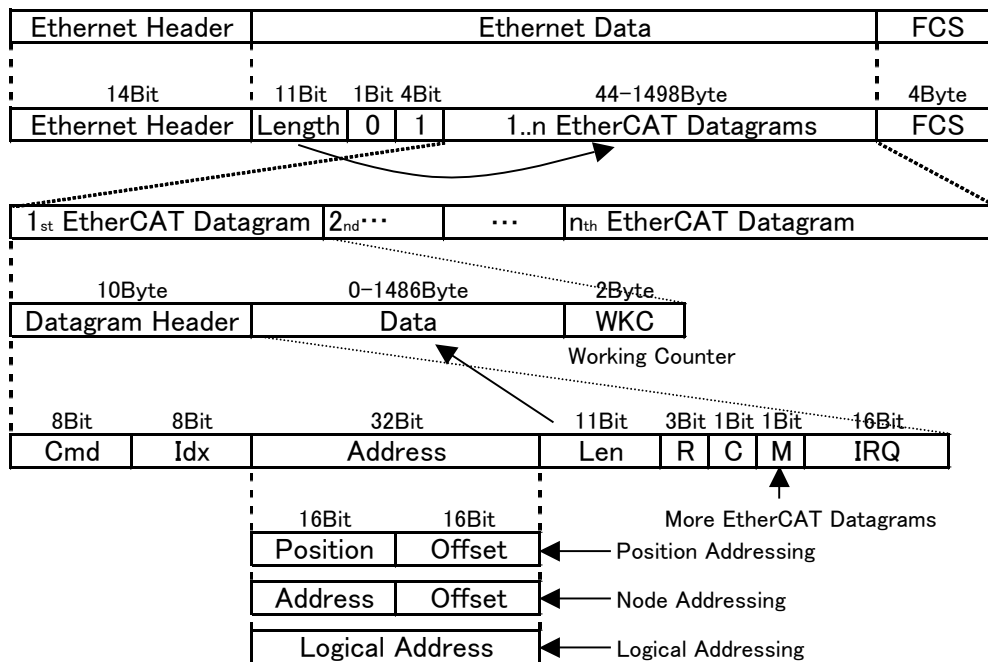 Ethernet Header Ethernet Data FCS
14Bit 11Bit 1Bit 4Bit 44-1498Byte 4Byte
Ethernet Header Length 0 1 1..n EtherCAT Datagrams FCS
1st EtherCAT Datagram 2nd… … nth EtherCAT Datagram
10Byte 0-1486Byte 2Byte
Datagram Header Data WKC
Working Counter
8Bit 8Bit 32Bit 11Bit 3Bit 1Bit 1Bit 16Bit
Cmd Idx Address Len R C M IRQ
16Bit 16Bit More EtherCAT Datagrams
Position Offset Position Addressing
Address Offset Node Addressing
Logical Address Logical Addressing